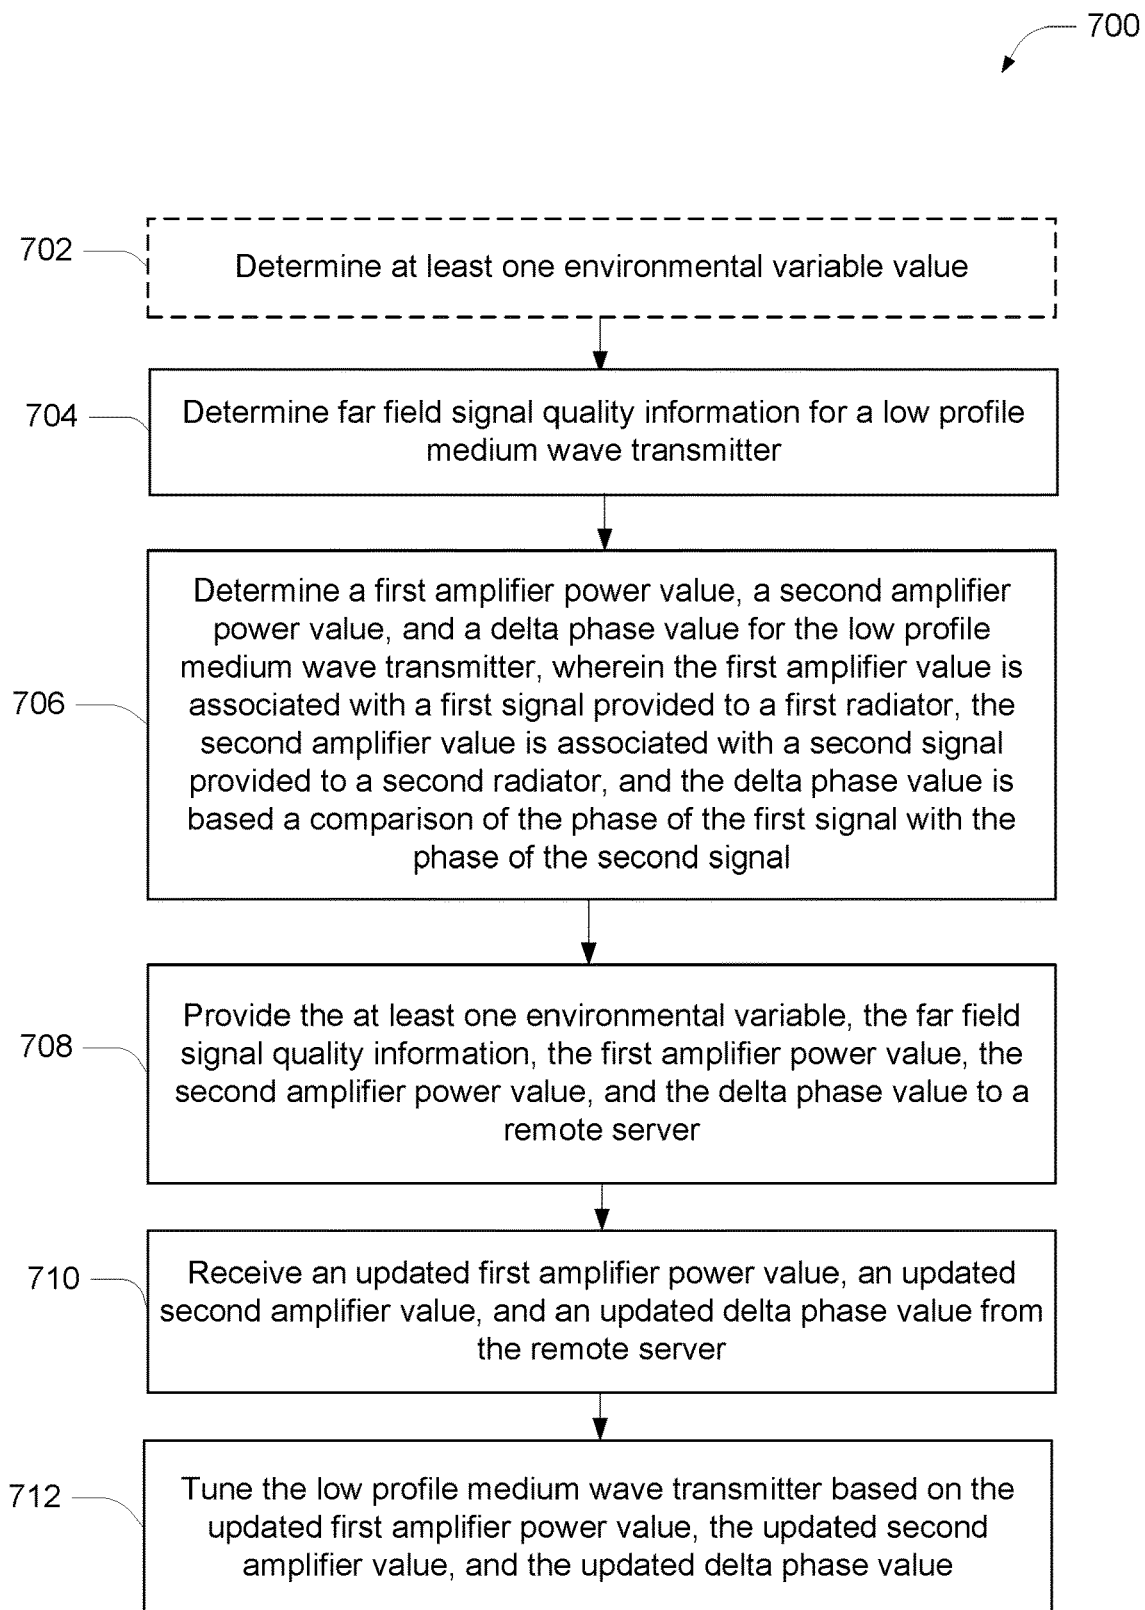 700
702
Determine at least one environmental variable value
704
Determine far field signal quality information for a low profile
medium wave transmitter
706
Determine a first amplifier power value, a second amplifier
power value, and a delta phase value for the low profile
medium wave transmitter, wherein the first amplifier value is
associated with a first signal provided to a first radiator, the
second amplifier value is associated with a second signal
provided to a second radiator, and the delta phase value is
based a comparison of the phase of the first signal with the
phase of the second signal
708
Provide the at least one environmental variable, the far field
signal quality information, the first amplifier power value, the
second amplifier power value, and the delta phase value to a
remote server
710
Receive an updated first amplifier power value, an updated
second amplifier value, and an updated delta phase value from
the remote server
712
Tune the low profile medium wave transmitter based on the
updated first amplifier power value, the updated second
amplifier value, and the updated delta phase value